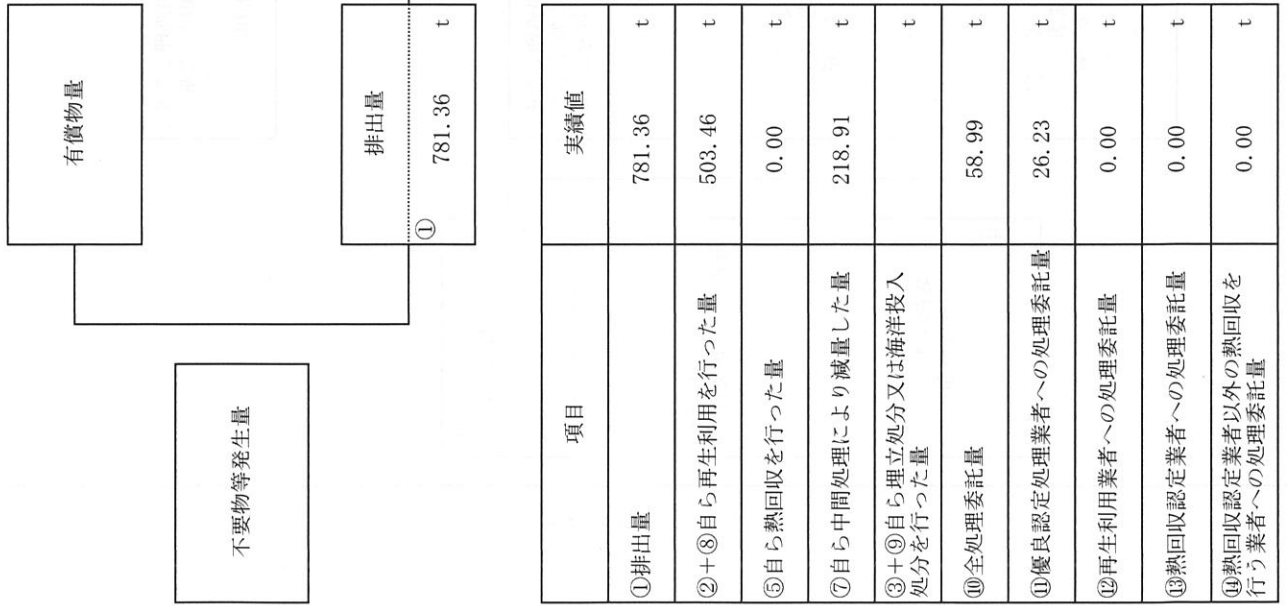 有償物量
不要物等発生量
排出量
① 781.36 t
項目 実績値
①排出量 781.36 t
②+⑧自ら再生利用を行った量 503.46 t
⑤自ら熱回収を行った量 0.00 t
⑦自ら中間処理により減量した量 218.91 t
③+⑨自ら埋立処分又は海洋投入
処分を行った量 t
⑩全処理委託量 58.99 t
⑪優良認定処理業者への処理委託量 26.23 t
⑫再生利用業者への処理委託量 0.00 t
⑬熱回収認定業者への処理委託量 0.00 t
⑭熱回収認定業者以外の熱回収を
行う業者への処理委託量 0.00 t